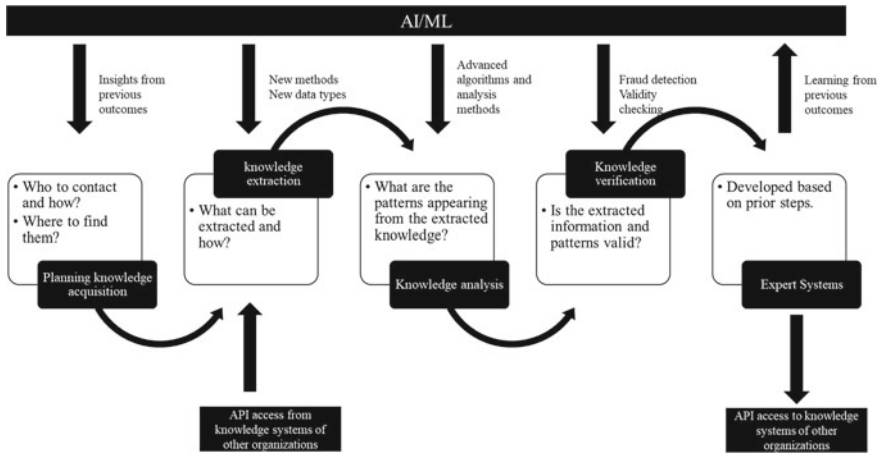 AI/ML
Insights from
previous
outcomes
New methods
New data types
Advanced
algorithms and
analysis
methods
Fraud detection
Validity
checking
Learning from
previous
outcomes
• Who to contact
and how?
• Where to find
them?
Planning knowledge
acquisition
knowledge
extraction
• What can be
extracted and
how?
• What are the
patterns appearing
from the extracted
knowledge?
Knowledge analysis
Knowledge
verification
• Is the extracted
information and
patterns valid?
• Developed based
on prior steps.
Expert Systems
API access from
knowledge systems of
other organizations
API access to knowledge
systems of other
organizations